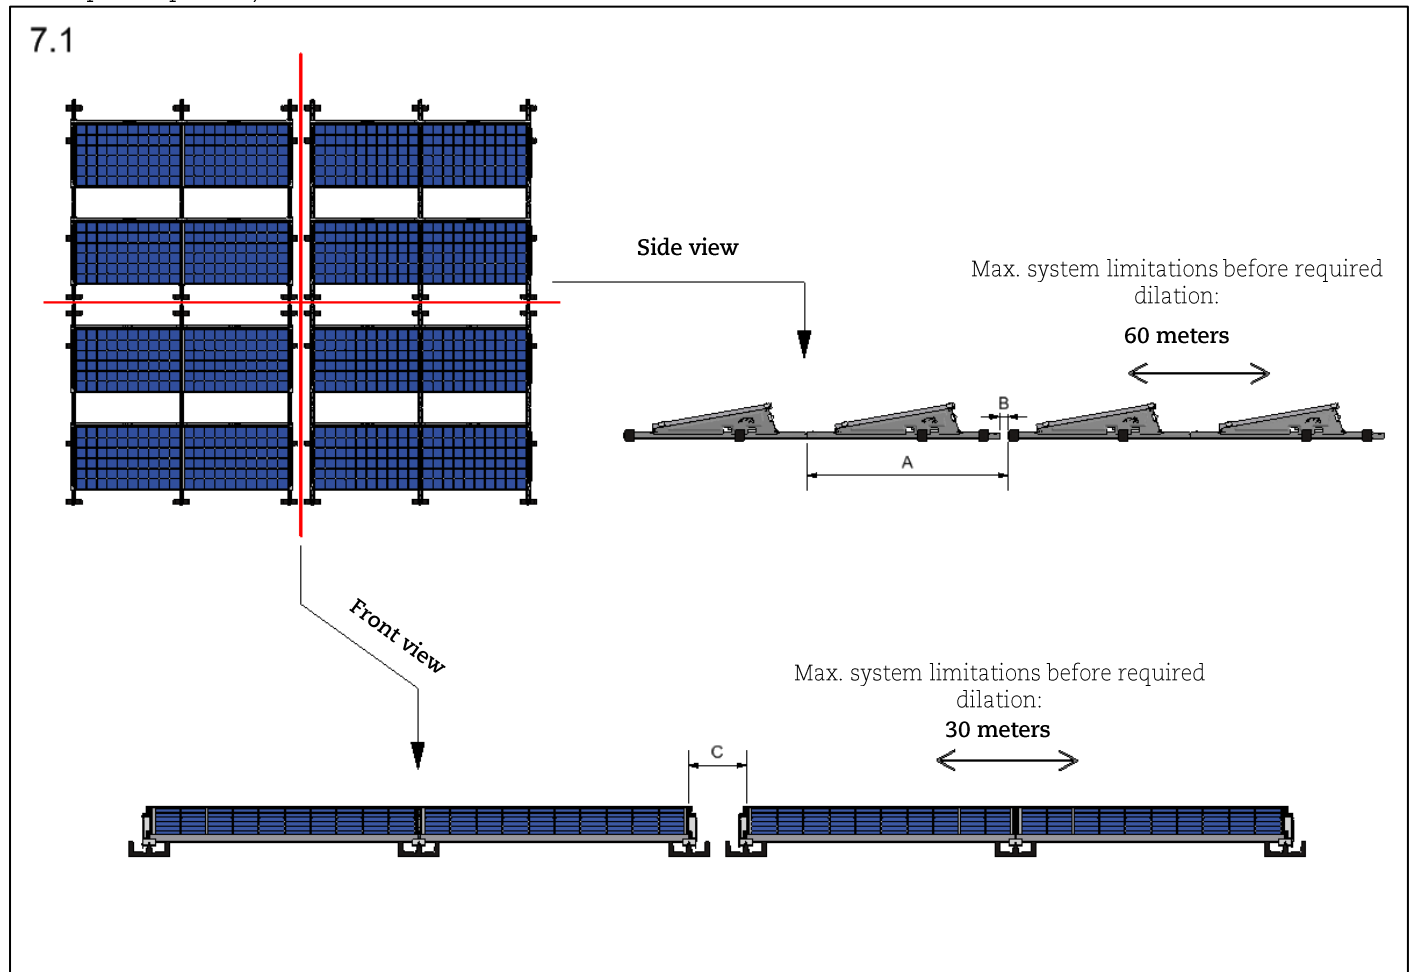 7.1
Side view
Max. system limitations before required
dilation:
60 meters
B
A
Front view
Max. system limitations before required
dilation:
30 meters
C